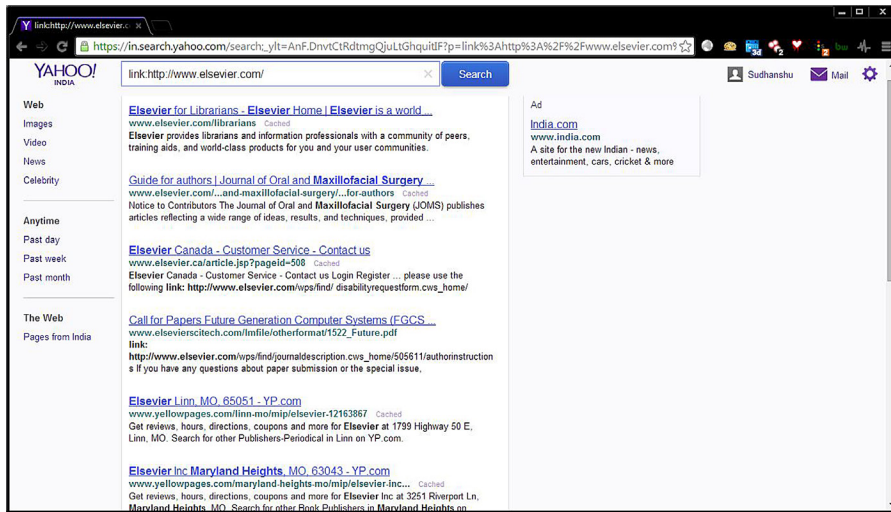 link:http://www.elsevier.c
https://in.search.yahoo.com/search;_ylt=AnF.DnvtCtRdtmgQjuLtGhquitIF?p=link%3Ahttp%3A%2F%2Fwww.elsevier.com%
YAHOO!
INDIA
link:http://www.elsevier.com/
Search
Sudhanshu
Mail
Web
Images
Video
News
Celebrity
Anytime
Past day
Past week
Past month
The Web
Pages from India
Elsevier for Librarians - Elsevier Home | Elsevier is a world ...
www.elsevier.com/librarians Cached
Elsevier provides librarians and information professionals with a community of peers,
training aids, and world-class products for you and your user communities.
Guide for authors | Journal of Oral and Maxillofacial Surgery ...
www.elsevier.com/...and-maxillofacial-surgery/...for-authors Cached
Notice to Contributors The Journal of Oral and Maxillofacial Surgery (JOMS) publishes
articles reflecting a wide range of ideas, results, and techniques, provided ...
Elsevier Canada - Customer Service - Contact us
www.elsevier.ca/article.jsp?pageid=508 Cached
Elsevier Canada - Customer Service - Contact us Login Register ... please use the
following link: http://www.elsevier.com/wps/find/ disabilityrequestform.cws_home/
Call for Papers Future Generation Computer Systems (FGCS ...
www.elsevierscitech.com/lmfile/otherformat/1522_Future.pdf
link:
http://www.elsevier.com/wps/find/journaldescription.cws_home/505611/authorinstruction
s If you have any questions about paper submission or the special issue,
Elsevier Linn, MO, 65051 - YP.com
www.yellowpages.com/linn-mo/mip/elsevier-12163867 Cached
Get reviews, hours, directions, coupons and more for Elsevier at 1799 Highway 50 E,
Linn, MO. Search for other Publishers-Periodical in Linn on YP.com.
Elsevier Inc Maryland Heights, MO, 63043 - YP.com
www.yellowpages.com/maryland-heights-mo/mip/elsevier-inc... Cached
Get reviews, hours, directions, coupons and more for Elsevier Inc at 3251 Riverport Ln,
Maryland Heights, MO. Search for other Book Publishers in Maryland Heights on
Ad
India.com
www.india.com
A site for the new Indian - news,
entertainment, cars, cricket & more